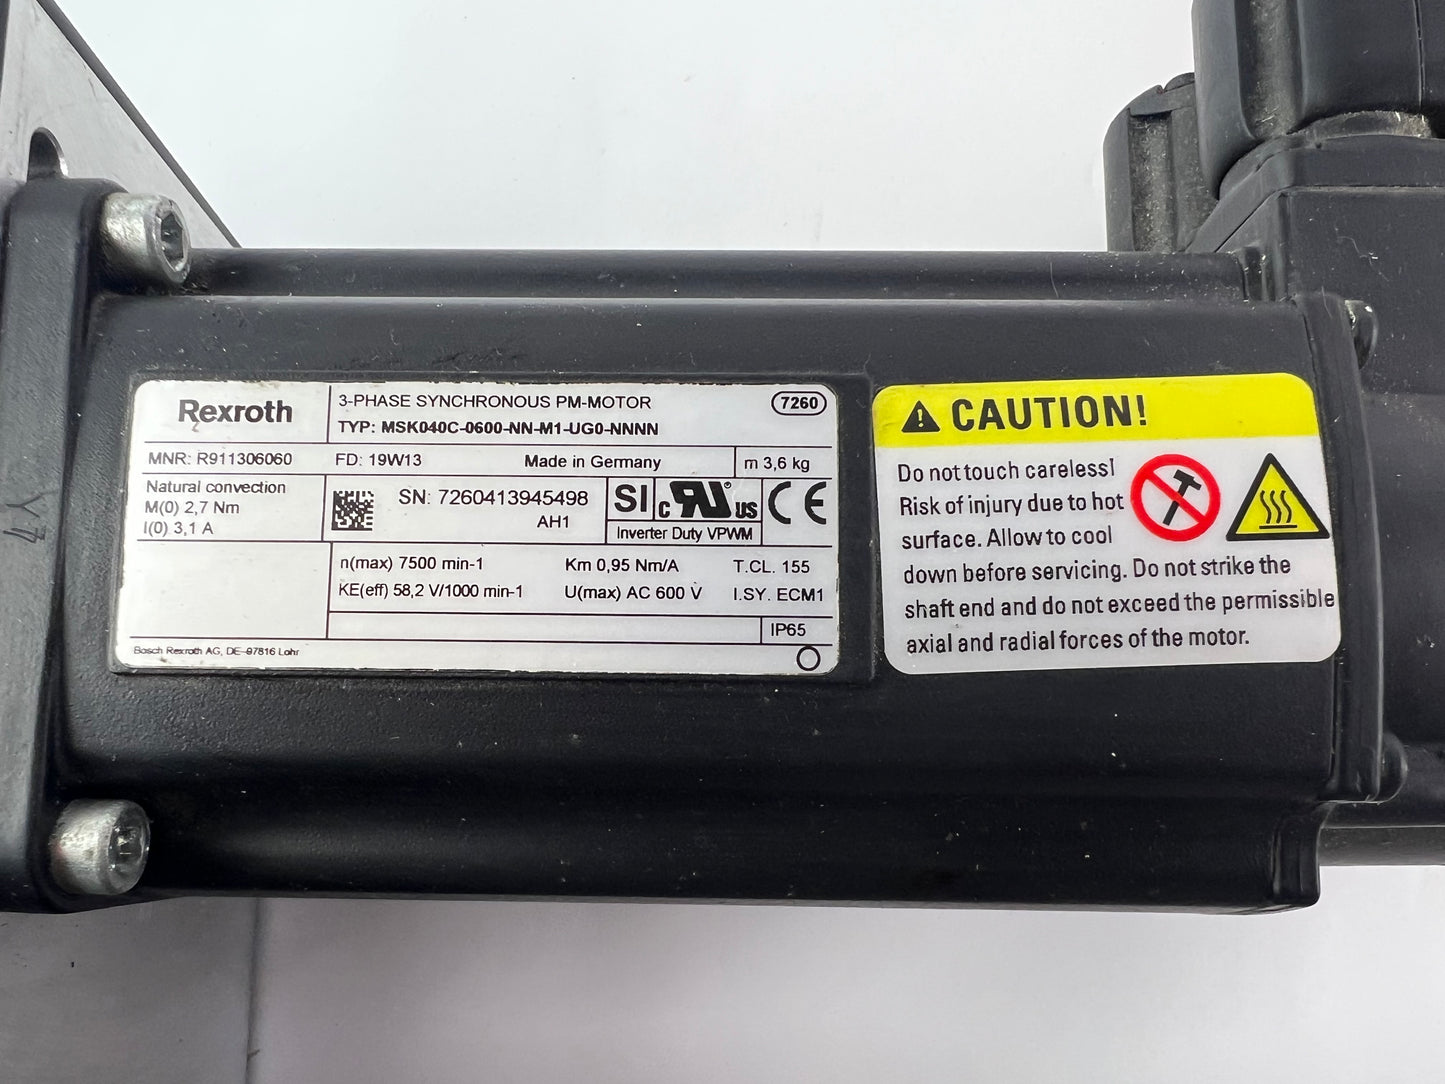 Rexroth
3-PHASE SYNCHRONOUS PM-MOTOR
7260
TYP: MSK040C-0600-NN-M1-UG0-NNNN
MNR: R911306060
FD: 19W13
Made in Germany
m 3,6 kg
Natural convection
M(0) 2,7 Nm
I(0) 3,1 A
SN: 7260413945498
AH1
SI
c RU us
Inverter Duty VPWM
CE
n(max) 7500 min-1
Km 0,95 Nm/A
T.CL. 155
KE(eff) 58,2 V/1000 min-1
U(max) AC 600 V
I.SY. ECM1
IP65
Bosch Rexroth AG, DE-97816 Lohr
CAUTION!
Do not touch careless!
Risk of injury due to hot
surface. Allow to cool
down before servicing. Do not strike the
shaft end and do not exceed the permissible
axial and radial forces of the motor.